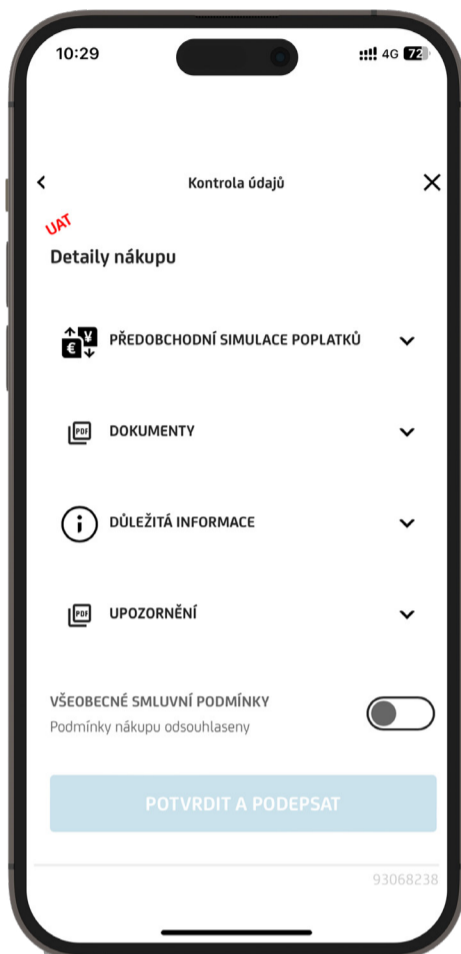 10:29
4G 72
Kontrola údajů
UAT
Detaily nákupu
¥
€
PŘEDOBCHODNÍ SIMULACE POPLATKŮ
PDF
DOKUMENTY
i
DŮLEŽITÁ INFORMACE
PDF
UPOZORNĚNÍ
VŠEOBECNÉ SMLUVNÍ PODMÍNKY
Podmínky nákupu odsouhlaseny
POTVRDIT A PODEPSAT
93068238